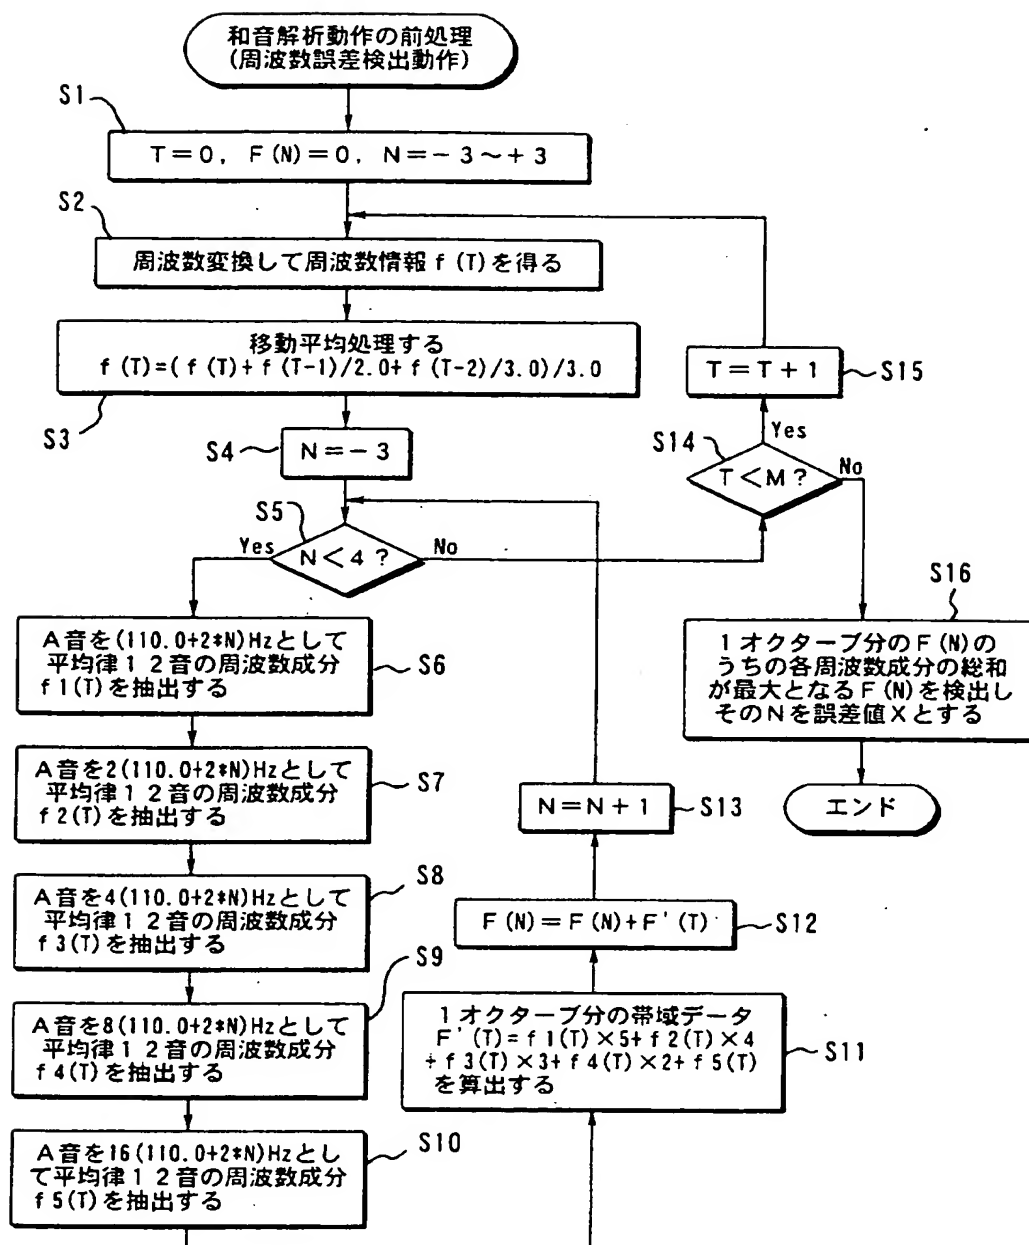 和音解析動作の前処理
(周波数誤差検出動作)
S1
T=0, F(N)=0, N=-3~+3
S2
周波数変換して周波数情報f(T)を得る
移動平均処理する
f(T)=(f(T)+f(T-1)/2.0+f(T-2)/3.0)/3.0
S3
S4
N=-3
S5
N<4?
Yes
No
A音を(110.0+2*N)Hzとして
平均律12音の周波数成分
f1(T)を抽出する
S6
A音を2(110.0+2*N)Hzとして
平均律12音の周波数成分
f2(T)を抽出する
S7
A音を4(110.0+2*N)Hzとして
平均律12音の周波数成分
f3(T)を抽出する
S8
A音を8(110.0+2*N)Hzとして
平均律12音の周波数成分
f4(T)を抽出する
S9
A音を16(110.0+2*N)Hzとし
て平均律12音の周波数成分
f5(T)を抽出する
S10
1オクターブ分の帯域データ
F'(T)=f1(T)×5+f2(T)×4
+f3(T)×3+f4(T)×2+f5(T)
を算出する
S11
F(N)=F(N)+F'(T)
S12
N=N+1
S13
S14
T<M?
Yes
No
T=T+1
S15
S16
1オクターブ分のF(N)の
うちの各周波数成分の総和
が最大となるF(N)を検出し
そのNを誤差値Xとする
エンド